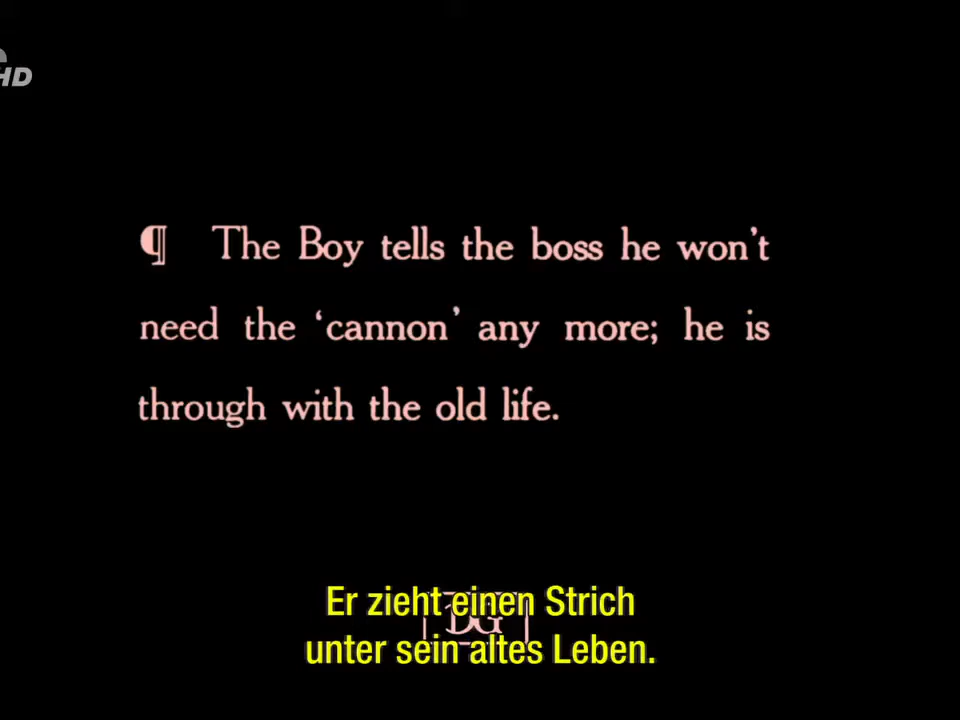 HD
¶ The Boy tells the boss he won't
need the ‘cannon’ any more; he is
through with the old life.
Er zieht einen Strich
DG
unter sein altes Leben.